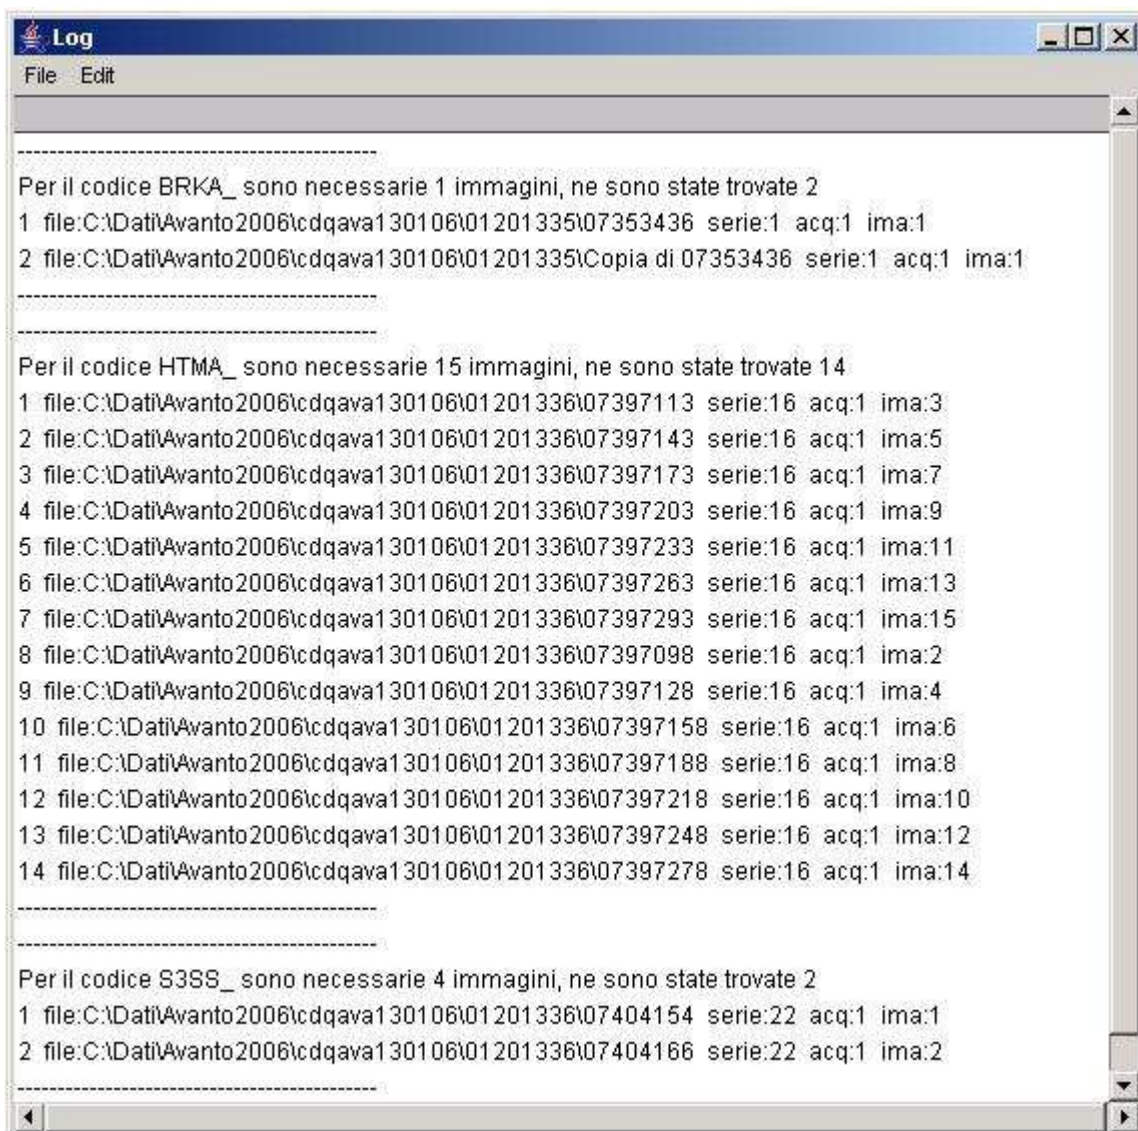 Log
File Edit
---------------------------------------------
Per il codice BRKA_ sono necessarie 1 immagini, ne sono state trovate 2
1 file:C:\Dati\Avanto2006\cdqava130106\01201335\07353436 serie:1 acq:1 ima:1
2 file:C:\Dati\Avanto2006\cdqava130106\01201335\Copia di 07353436 serie:1 acq:1 ima:1
---------------------------------------------
---------------------------------------------
Per il codice HTMA_ sono necessarie 15 immagini, ne sono state trovate 14
1 file:C:\Dati\Avanto2006\cdqava130106\01201336\07397113 serie:16 acq:1 ima:3
2 file:C:\Dati\Avanto2006\cdqava130106\01201336\07397143 serie:16 acq:1 ima:5
3 file:C:\Dati\Avanto2006\cdqava130106\01201336\07397173 serie:16 acq:1 ima:7
4 file:C:\Dati\Avanto2006\cdqava130106\01201336\07397203 serie:16 acq:1 ima:9
5 file:C:\Dati\Avanto2006\cdqava130106\01201336\07397233 serie:16 acq:1 ima:11
6 file:C:\Dati\Avanto2006\cdqava130106\01201336\07397263 serie:16 acq:1 ima:13
7 file:C:\Dati\Avanto2006\cdqava130106\01201336\07397293 serie:16 acq:1 ima:15
8 file:C:\Dati\Avanto2006\cdqava130106\01201336\07397098 serie:16 acq:1 ima:2
9 file:C:\Dati\Avanto2006\cdqava130106\01201336\07397128 serie:16 acq:1 ima:4
10 file:C:\Dati\Avanto2006\cdqava130106\01201336\07397158 serie:16 acq:1 ima:6
11 file:C:\Dati\Avanto2006\cdqava130106\01201336\07397188 serie:16 acq:1 ima:8
12 file:C:\Dati\Avanto2006\cdqava130106\01201336\07397218 serie:16 acq:1 ima:10
13 file:C:\Dati\Avanto2006\cdqava130106\01201336\07397248 serie:16 acq:1 ima:12
14 file:C:\Dati\Avanto2006\cdqava130106\01201336\07397278 serie:16 acq:1 ima:14
---------------------------------------------
---------------------------------------------
Per il codice S3SS_ sono necessarie 4 immagini, ne sono state trovate 2
1 file:C:\Dati\Avanto2006\cdqava130106\01201336\07404154 serie:22 acq:1 ima:1
2 file:C:\Dati\Avanto2006\cdqava130106\01201336\07404166 serie:22 acq:1 ima:2
---------------------------------------------